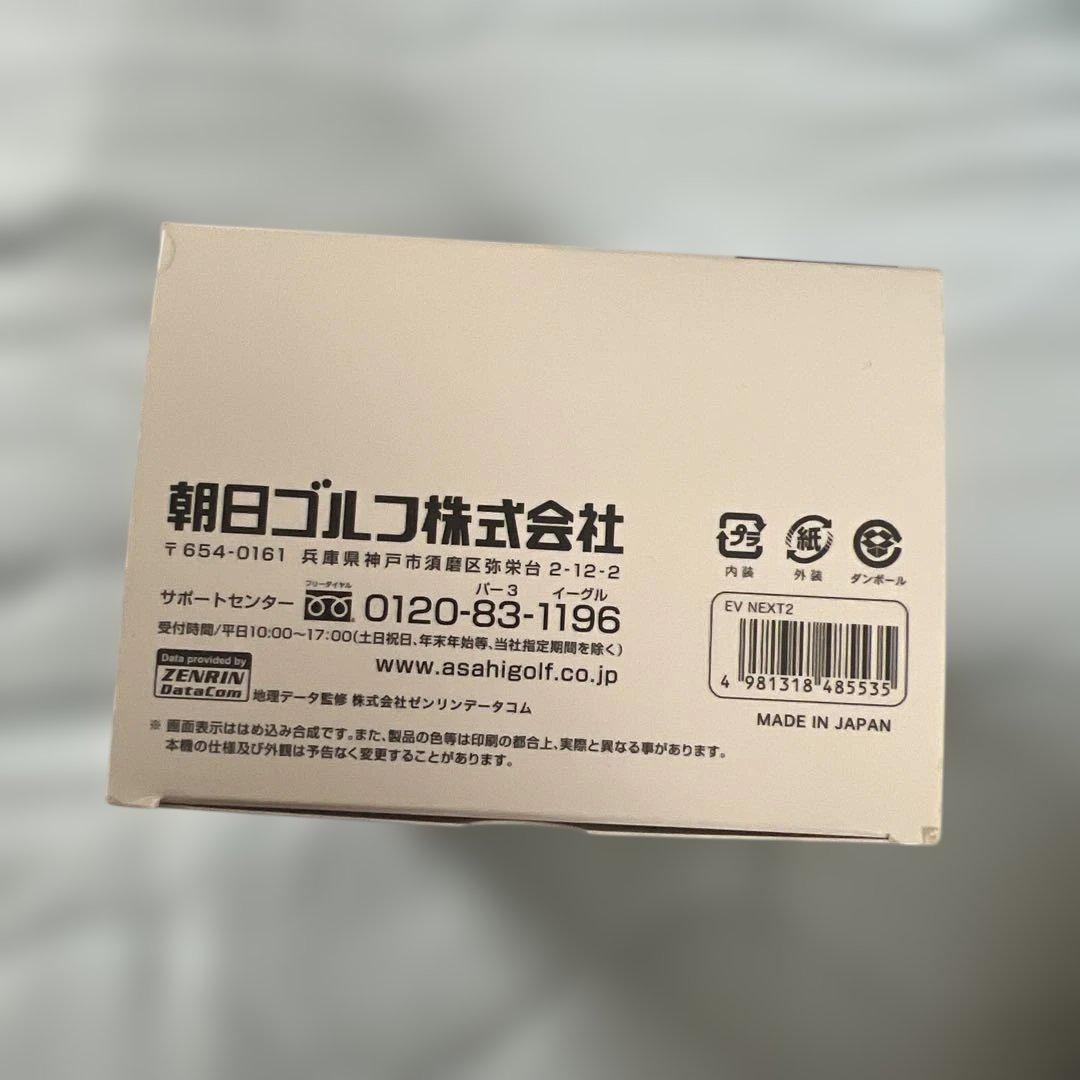 朝日ゴルフ株式会社
〒654-0161 兵庫県神戸市須磨区弥栄台 2-12-2
フリーダイヤル
パー3 イーグル
サポートセンター 0120-83-1196
受付時間/平日10:00〜17:00(土日祝日、年末年始等、当社指定期間を除く)
www.asahigolf.co.jp
Data provided by
ZENRIN
DataCom
地理データ監修 株式会社ゼンリンデータコム
※ 画面表示ははめ込み合成です。また、製品の色等は印刷の都合上、実際と異なる事があります。
本機の仕様及び外観は予告なく変更することがあります。
プラ
内装
紙
外装
ダンボール
EV NEXT2
4 981318 485535
MADE IN JAPAN